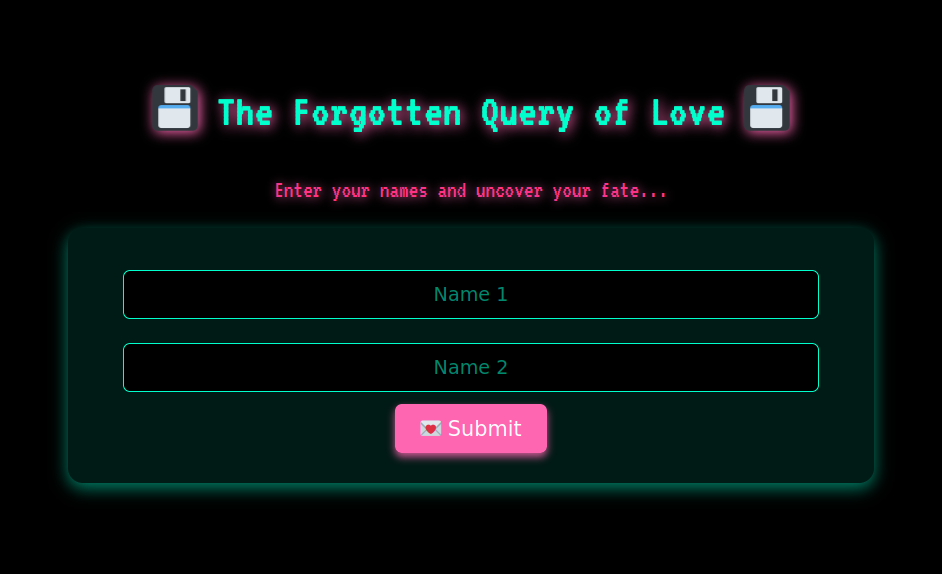 💾 The Forgotten Query of Love 💾
Enter your names and uncover your fate...
Name 1
Name 2
💌 Submit